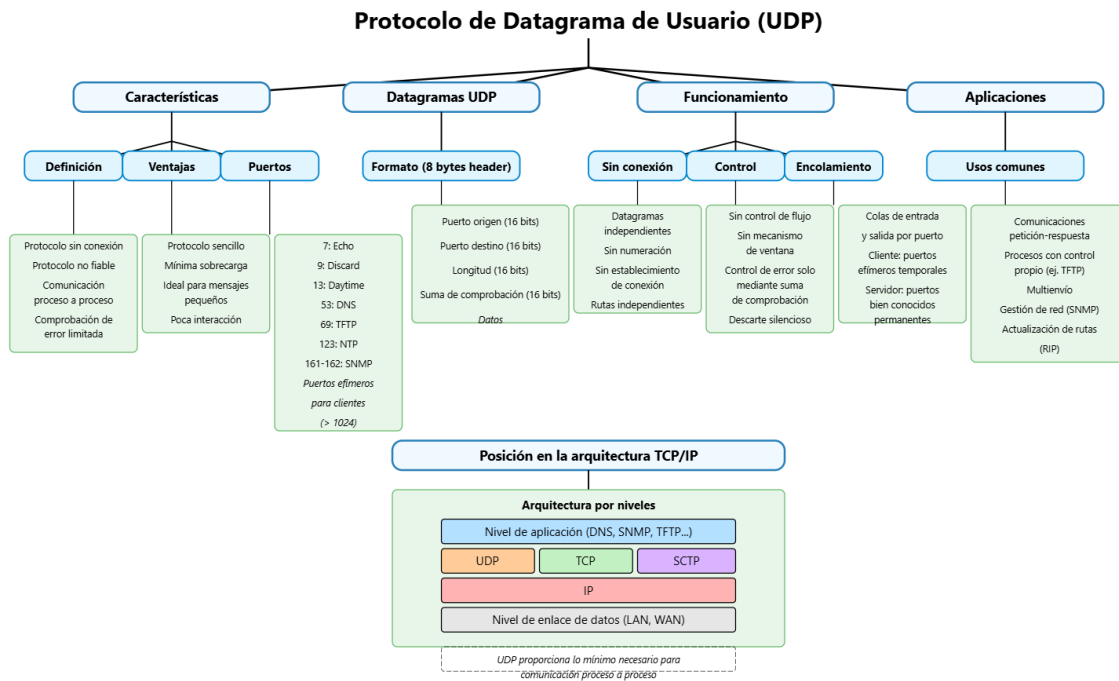 Protocolo de Datagrama de Usuario (UDP)
Características
Datagramas UDP
Funcionamiento
Aplicaciones
Definición
Ventajas
Puertos
Formato (8 bytes header)
Sin conexión
Control
Encolamiento
Usos comunes
Protocolo sin conexión
Protocolo no fiable
Comunicación
proceso a proceso
Comprobación de
error limitada
Protocolo sencillo
Mínima sobrecarga
Ideal para mensajes
pequeños
Poca interacción
7: Echo
9: Discard
13: Daytime
53: DNS
69: TFTP
123: NTP
161-162: SNMP
Puertos efímeros
para clientes
(> 1024)
Puerto origen (16 bits)
Puerto destino (16 bits)
Longitud (16 bits)
Suma de comprobación (16 bits)
Datos
Datagramas
independientes
Sin numeración
Sin establecimiento
de conexión
Rutas independientes
Sin control de flujo
Sin mecanismo
de ventana
Control de error solo
mediante suma
de comprobación
Descarte silencioso
Colas de entrada
y salida por puerto
Cliente: puertos
efímeros temporales
Servidor: puertos
bien conocidos
permanentes
Comunicaciones
petición-respuesta
Procesos con control
propio (ej. TFTP)
Multienvío
Gestión de red (SNMP)
Actualización de rutas
(RIP)
Posición en la arquitectura TCP/IP
Arquitectura por niveles
Nivel de aplicación (DNS, SNMP, TFTP...)
UDP
TCP
SCTP
IP
Nivel de enlace de datos (LAN, WAN)
UDP proporciona lo mínimo necesario para
comunicación proceso a proceso